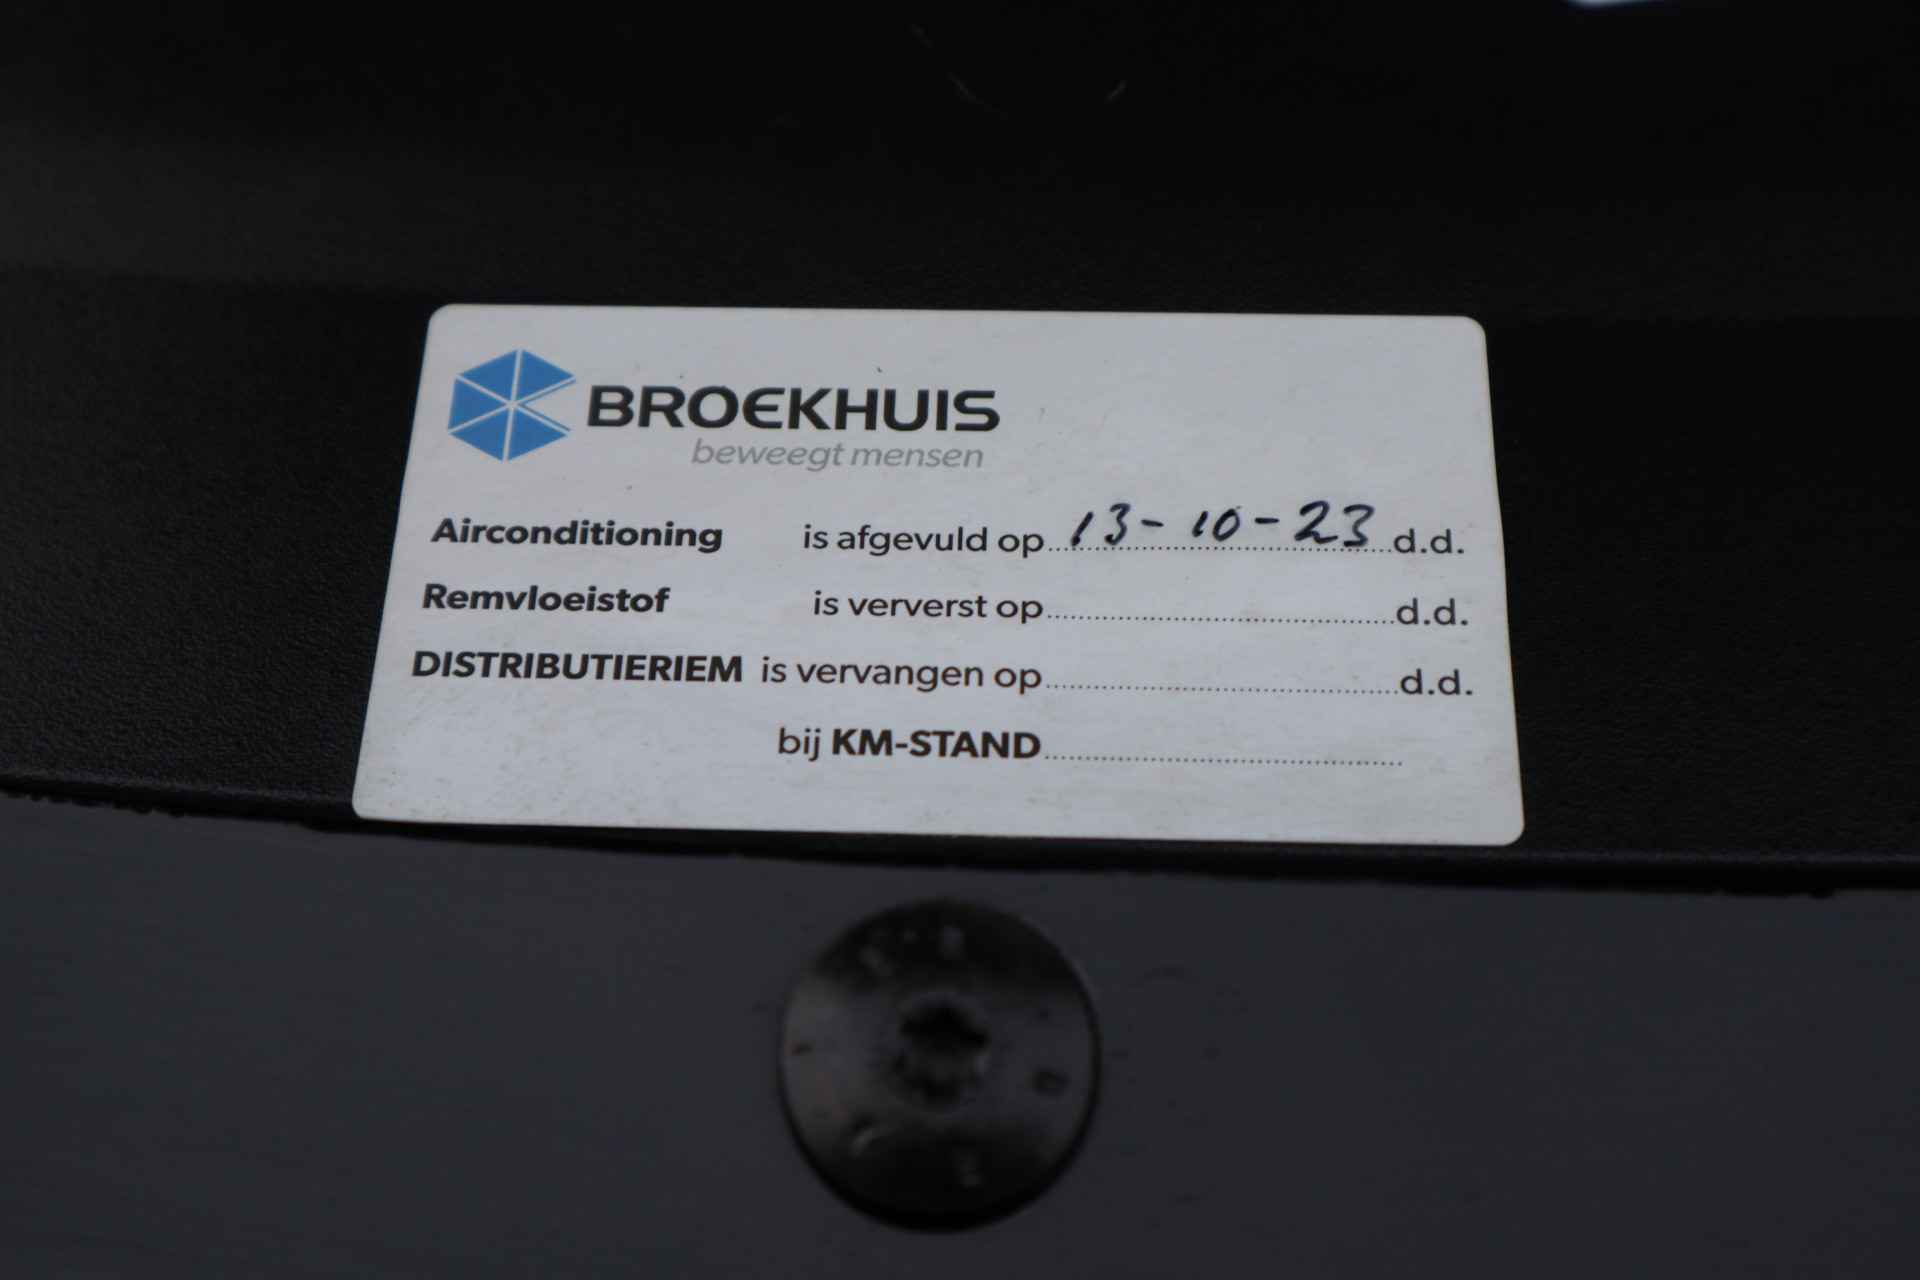 BROEKHUIS
beweegt mensen
Airconditioning is afgevuld op 13-10-23 d.d.
Remvloeistof is ververst op d.d.
DISTRIBUTIERIEM is vervangen op d.d.
bij KM-STAND